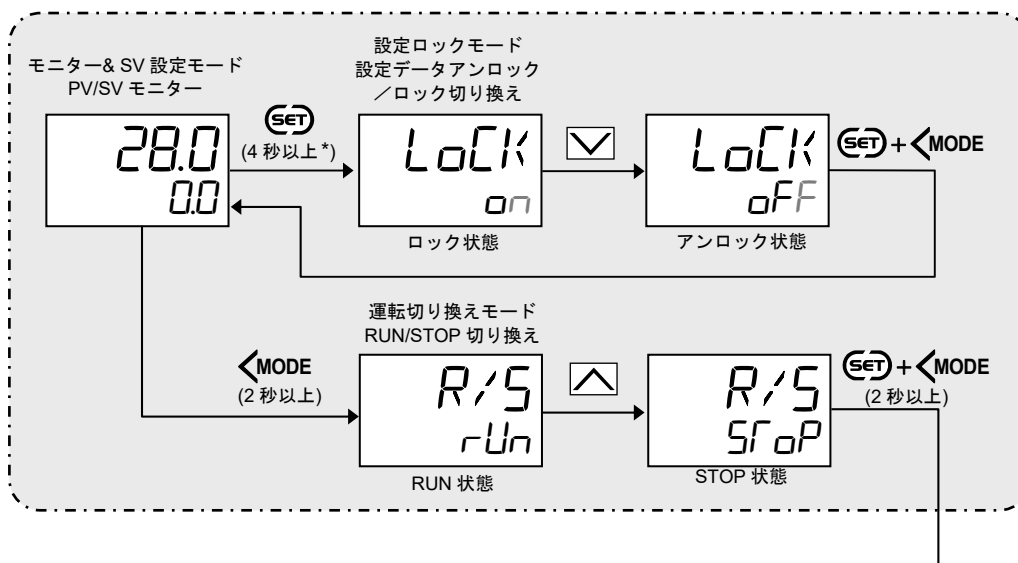 モニター& SV 設定モード
PV/SV モニター
28.0
0.0
SET
(4 秒以上*)
設定ロックモード
設定データアンロック
／ロック切り換え
LoCK
on
ロック状態
LoCK
oFF
アンロック状態
SET + MODE
MODE
(2 秒以上)
運転切り換えモード
RUN/STOP 切り換え
R/S
rUn
RUN 状態
R/S
SToP
STOP 状態
SET + MODE
(2 秒以上)